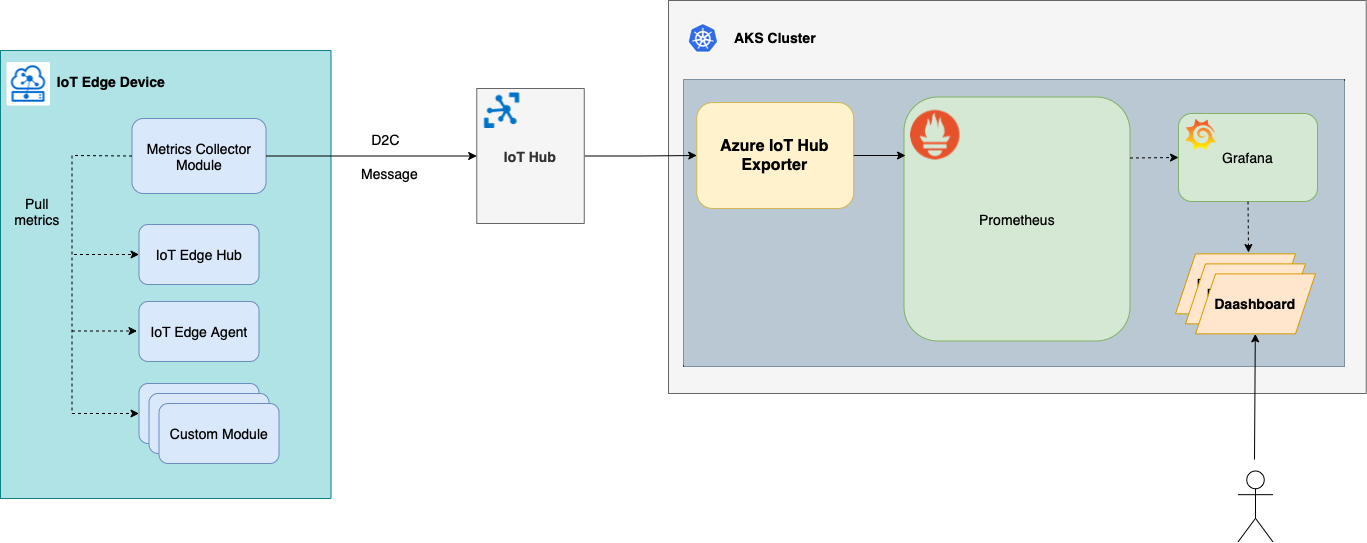 AKS Cluster
IoT Edge Device
Metrics Collector
Module
Pull
metrics
IoT Edge Hub
IoT Edge Agent
Custom Module
D2C
Message
IoT Hub
Azure IoT Hub
Exporter
Prometheus
Grafana
Daashboard